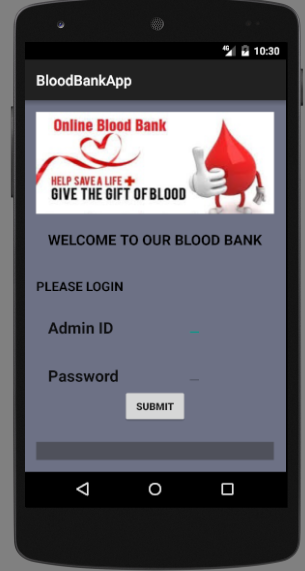 4G 10:30
BloodBankApp
Online Blood Bank
HELP SAVE A LIFE
GIVE THE GIFT OF BLOOD
WELCOME TO OUR BLOOD BANK
PLEASE LOGIN
Admin ID
Password
SUBMIT